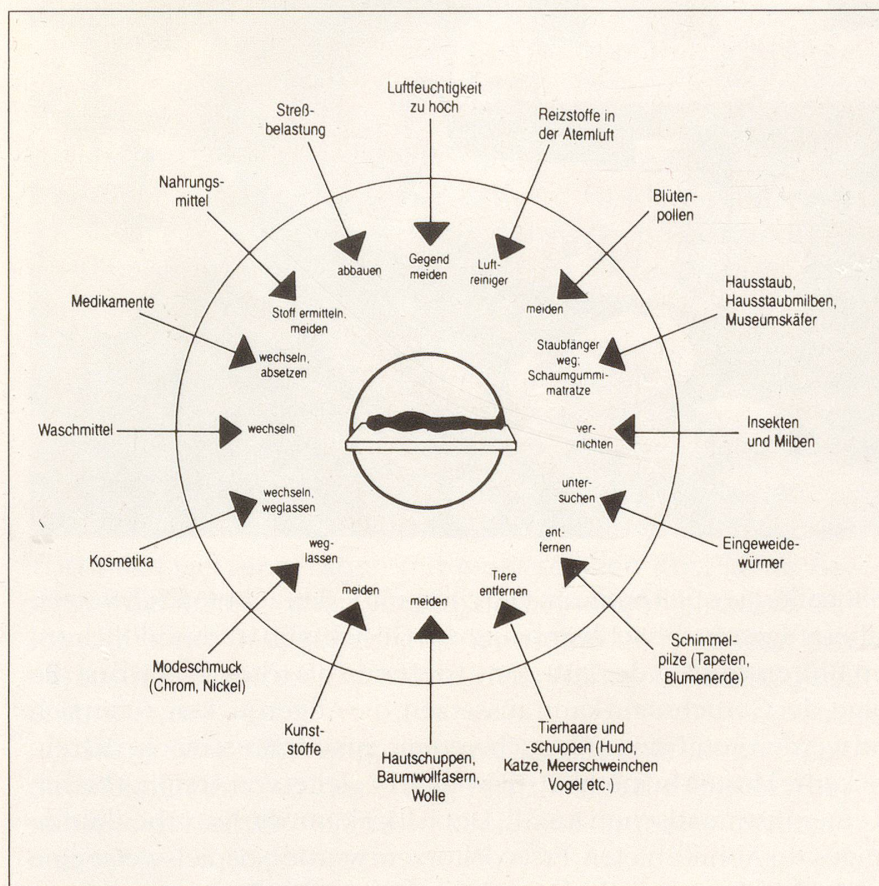 Luftfeuchtigkeit
zu hoch
Gegend
meiden
Reizstoffe in
der Atemluft
Luft-
reiniger
Blüten-
pollen
meiden
Hausstaub,
Hausstaubmilben,
Museumskäfer
Staubfänger
weg;
Schaumgummi-
matratze
Insekten
und Milben
ver-
nichten
Eingeweide-
würmer
unter-
suchen
Schimmel-
pilze (Tapeten,
Blumenerde)
ent-
fernen
Tierhaare und
-schuppen (Hund,
Katze, Meerschweinchen
Vogel etc.)
Tiere
entfernen
Hautschuppen,
Baumwollfasern,
Wolle
meiden
Kunst-
stoffe
meiden
Modeschmuck
(Chrom, Nickel)
weg-
lassen
Kosmetika
wechseln,
weglassen
Waschmittel
wechseln
Medikamente
wechseln,
absetzen
Nahrungs-
mittel
Stoff ermitteln,
meiden
Streß-
belastung
abbauen